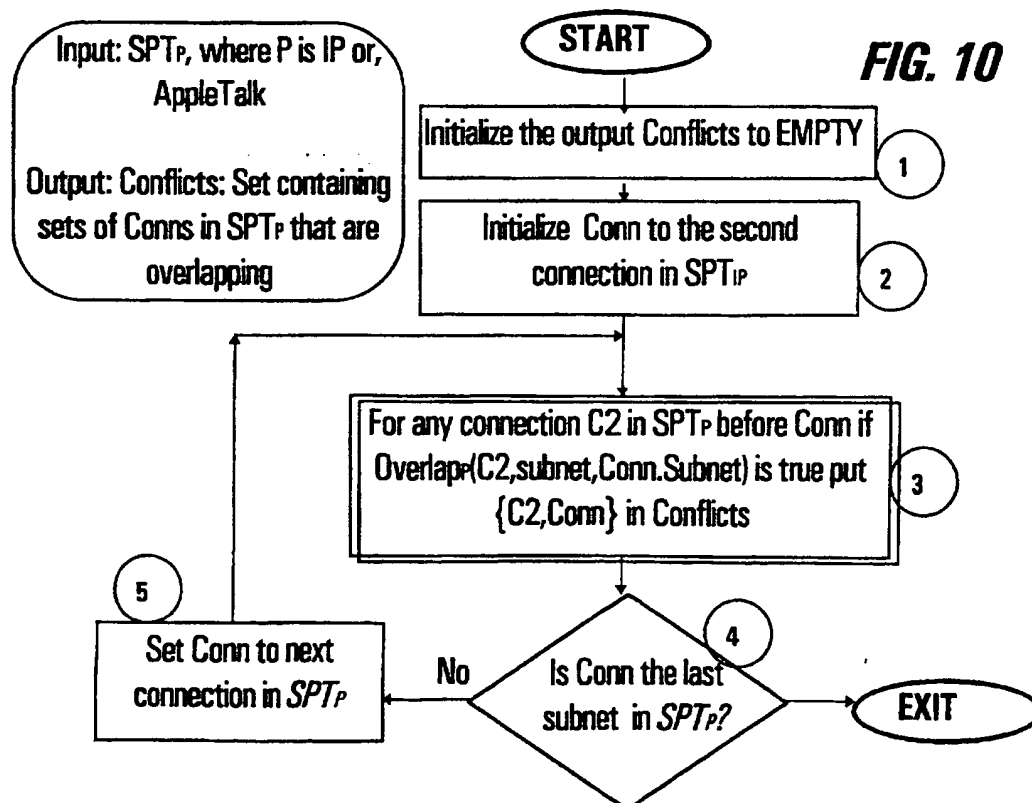 Input: SPTP, where P is IP or,
AppleTalk
Output: Conflicts: Set containing
sets of Conns in SPTP that are
overlapping
START
FIG. 10
Initialize the output Conflicts to EMPTY
1
Initialize Conn to the second
connection in SPTIP
2
For any connection C2 in SPTP before Conn if
OverlapP(C2,subnet,Conn.Subnet) is true put
{C2,Conn} in Conflicts
3
4
Is Conn the last
subnet in SPTP?
No
5
Set Conn to next
connection in SPTP
EXIT